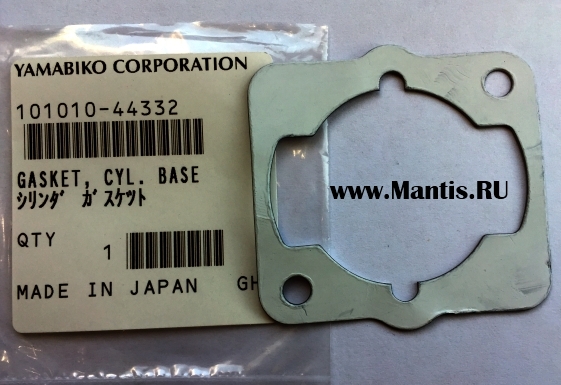 YAMABIKO CORPORATION
101010-44332
GASKET, CYL. BASE
シリンダ ガスケット
QTY
1
MADE IN JAPAN GH
www.Mantis.RU